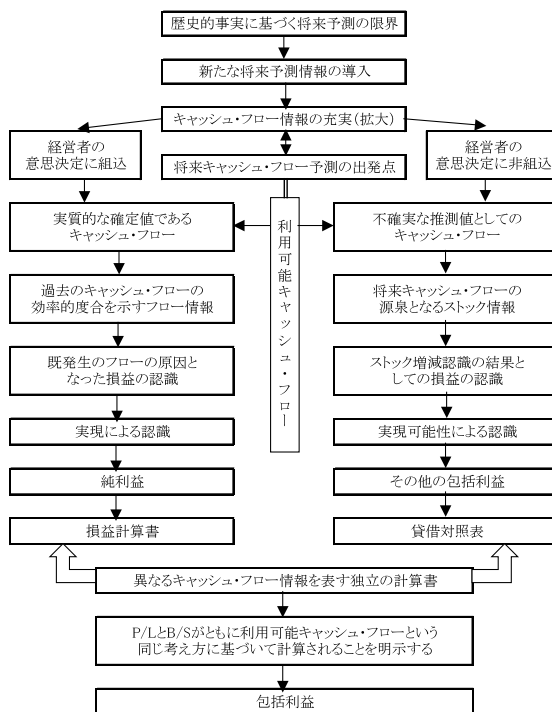 歴史的事実に基づく将来予測の限界
新たな将来予測情報の導入
キャッシュ・フロー情報の充実(拡大)
経営者の
意思決定に組込
将来キャッシュ・フロー予測の出発点
経営者の
意思決定に非組込
実質的な確定値である
キャッシュ・フロー
利用可能キャッシュ・フロー
不確実な推測値としての
キャッシュ・フロー
過去のキャッシュ・フローの
効率的度合を示すフロー情報
将来キャッシュ・フローの
源泉となるストック情報
既発生のフローの原因と
なった損益の認識
ストック増減認識の結果と
しての損益の認識
実現による認識
実現可能性による認識
純利益
その他の包括利益
損益計算書
貸借対照表
異なるキャッシュ・フロー情報を表す独立の計算書
P/LとB/Sがともに利用可能キャッシュ・フローという
同じ考え方に基づいて計算されることを明示する
包括利益